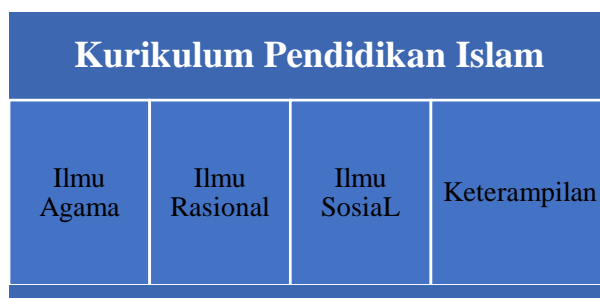 Kurikulum Pendidikan Islam
Ilmu
Agama
Ilmu
Rasional
Ilmu
SosiaL
Keterampilan